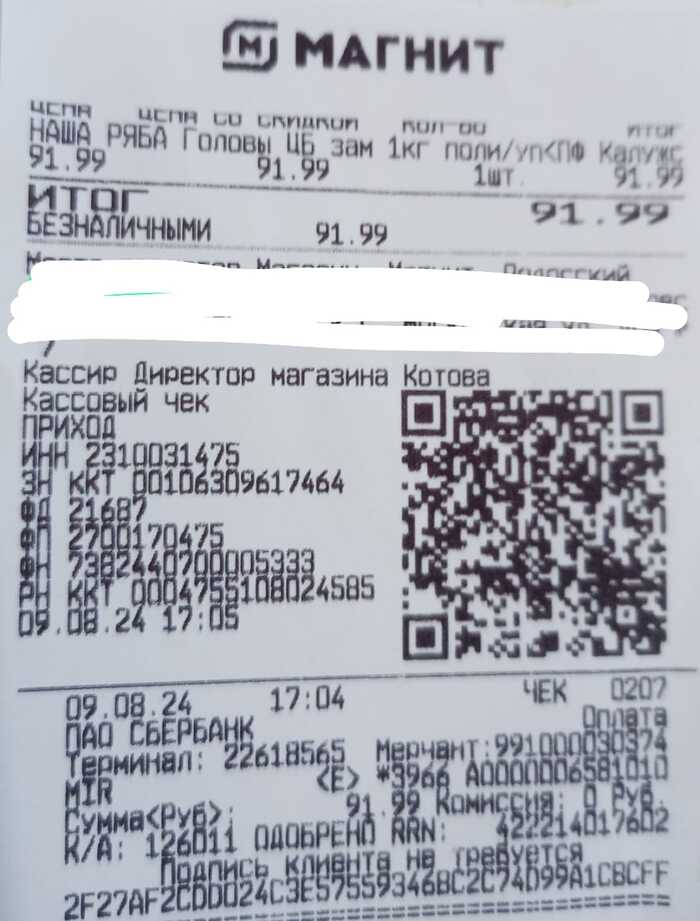 МАГНИТ
ЦЕНА ЦЕНА СО СКИДКОЙ КОЛ-ВО ИТОГ
НАША РЯБА Головы ЦБ зам 1кг поли/уп<ПФ Калужс
91.99 91.99 1шт. 91.99
ИТОГ 91.99
БЕЗНАЛИЧНЫМИ 91.99
Кассир Директор магазина Котова
Кассовый чек
ПРИХОД
ИНН 2310031475
ЗН ККТ 00106309617464
ФД 21687
2700170475
7382440700005333
РН ККТ 0004755108024585
09.08.24 17:05
09.08.24 17:04 ЧЕК 0207
ПАО СБЕРБАНК Оплата
Терминал: 22618565 Мерчант:991000030374
MIR <E> *3966 A0000006581010
Сумма<Руб>: 91.99 Комиссия: 0 Руб.
К/А: 126011 ОДОБРЕНО RRN: 422214017602
Подпись клиента не требуется
2F27AF2CDD024C3E57559346BC2C74D99A1CBCFF